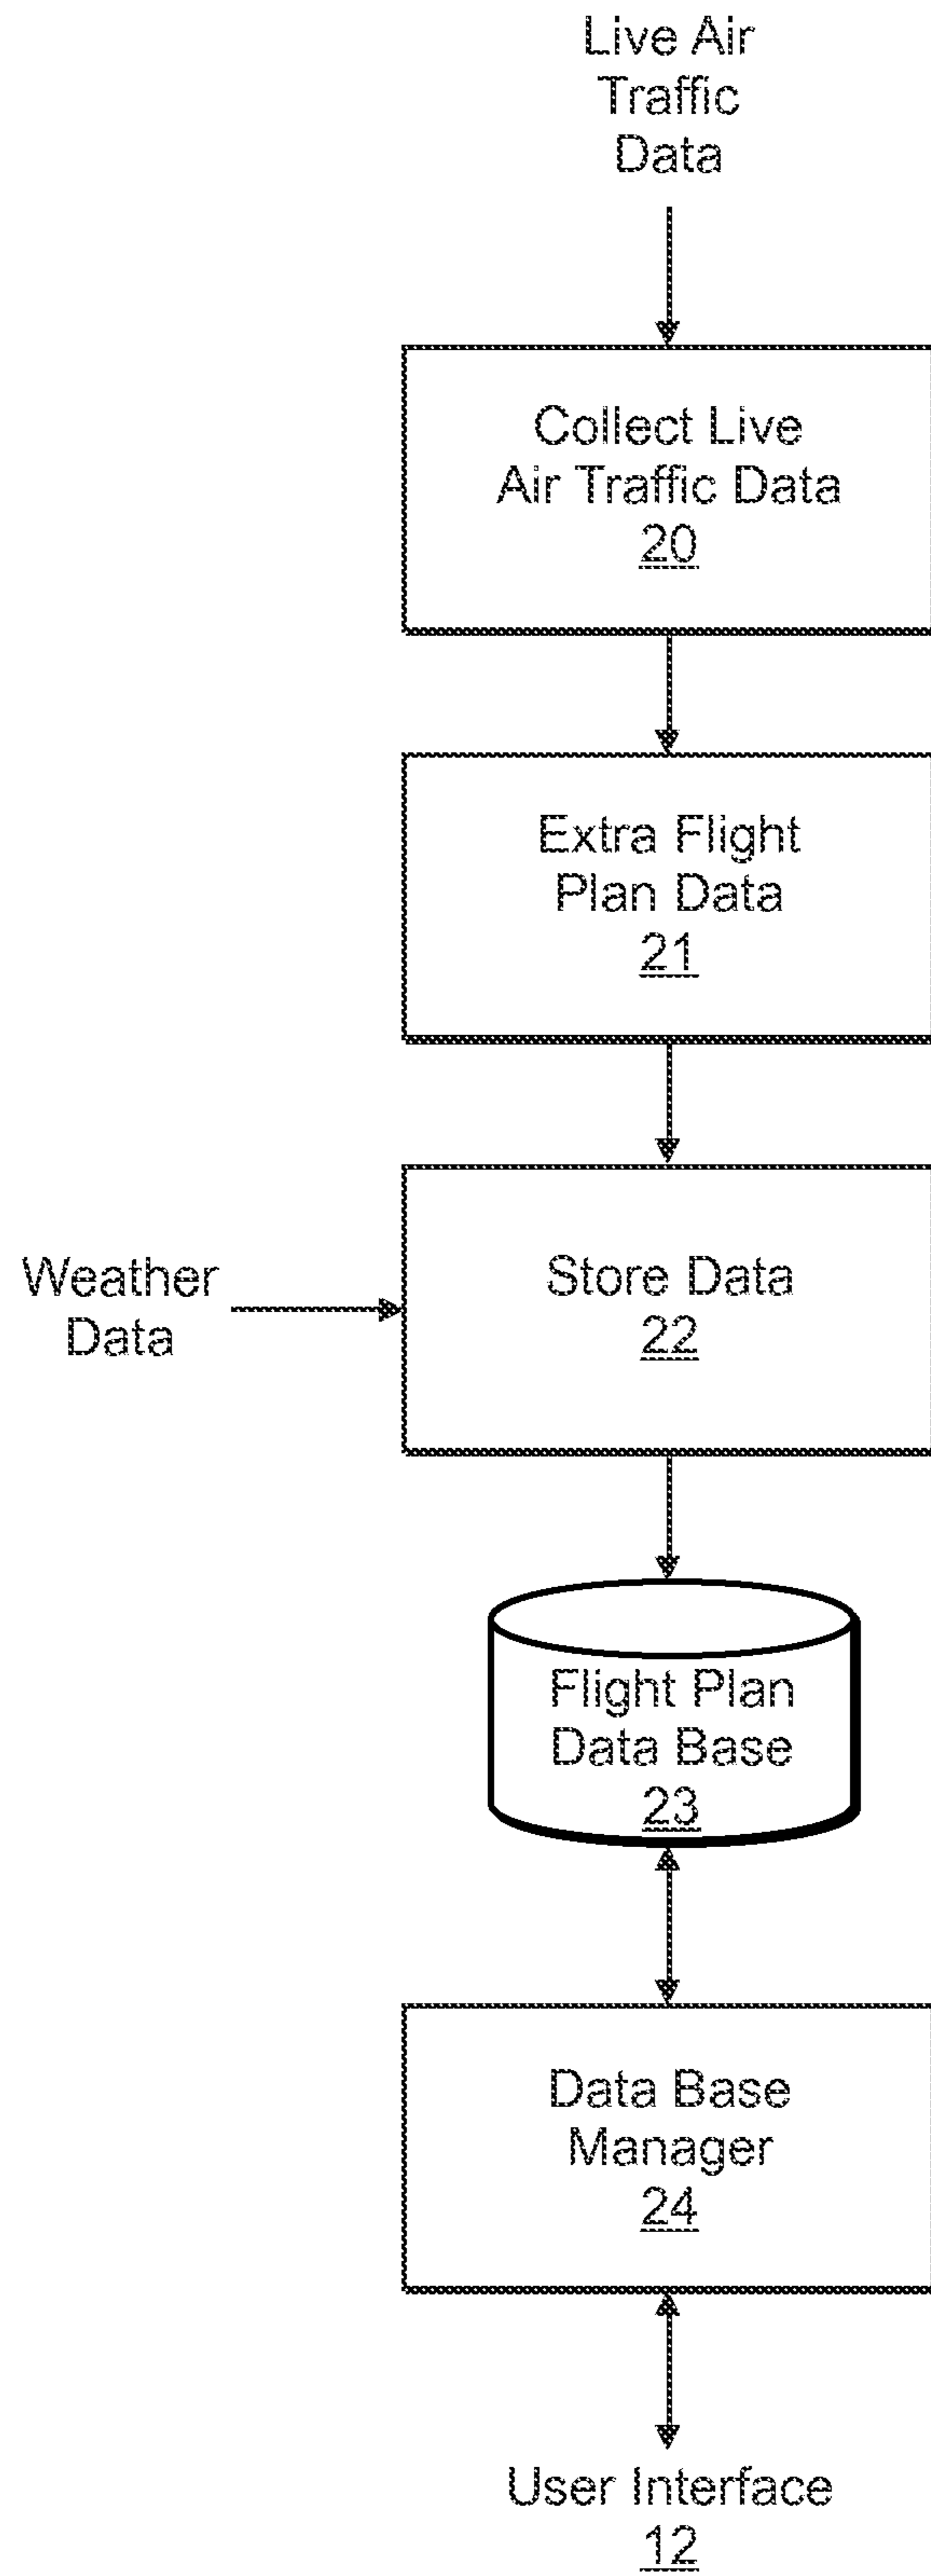 Live Air
Traffic
Data
Collect Live
Air Traffic Data
20
Extra Flight
Plan Data
21
Weather
Data
Store Data
22
Flight Plan
Data Base
23
Data Base
Manager
24
User Interface
12